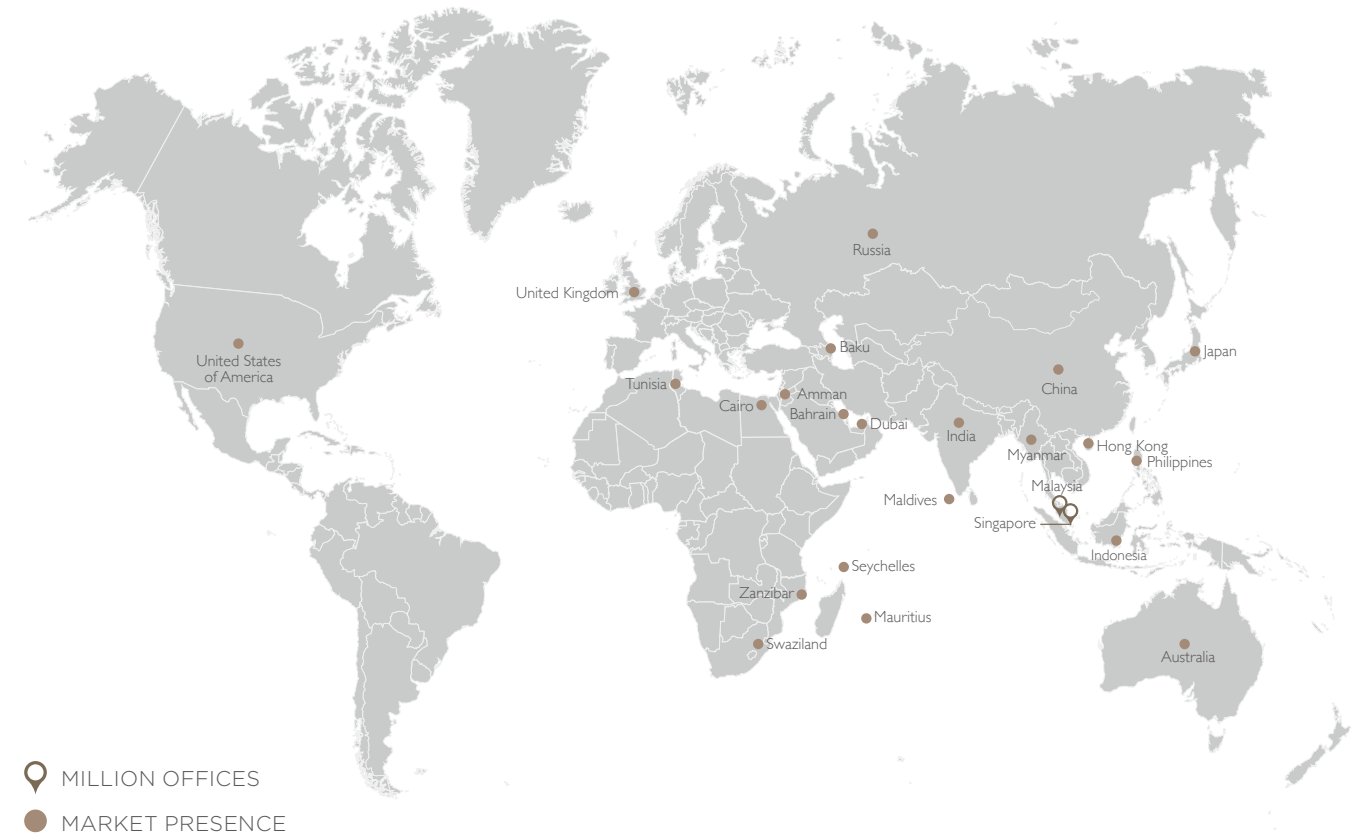 Russia
United Kingdom
Baku
Japan
United States
of America
China
Tunisia
Amman
Cairo
Bahrain
Dubai
India
Hong Kong
Myanmar
Philippines
Malaysia
Maldives
Singapore
Indonesia
Seychelles
Zanzibar
Mauritius
Swaziland
Australia
MILLION OFFICES
MARKET PRESENCE